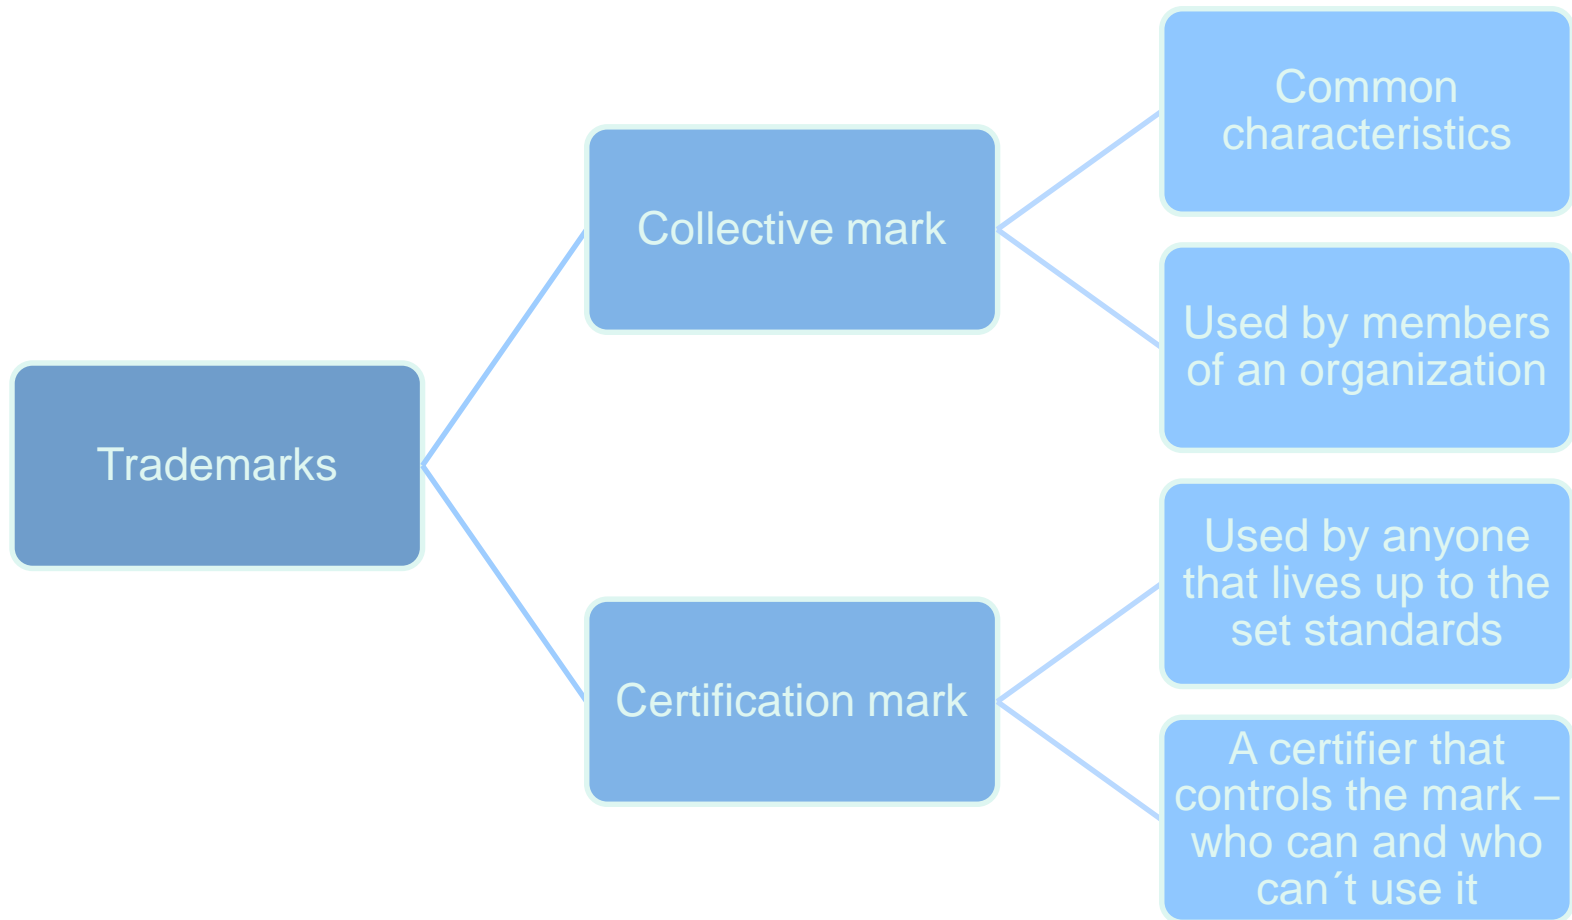 Trademarks
Collective mark
Common
characteristics
Used by members
of an organization
Certification mark
Used by anyone
that lives up to the
set standards
A certifier that
controls the mark –
who can and who
can´t use it